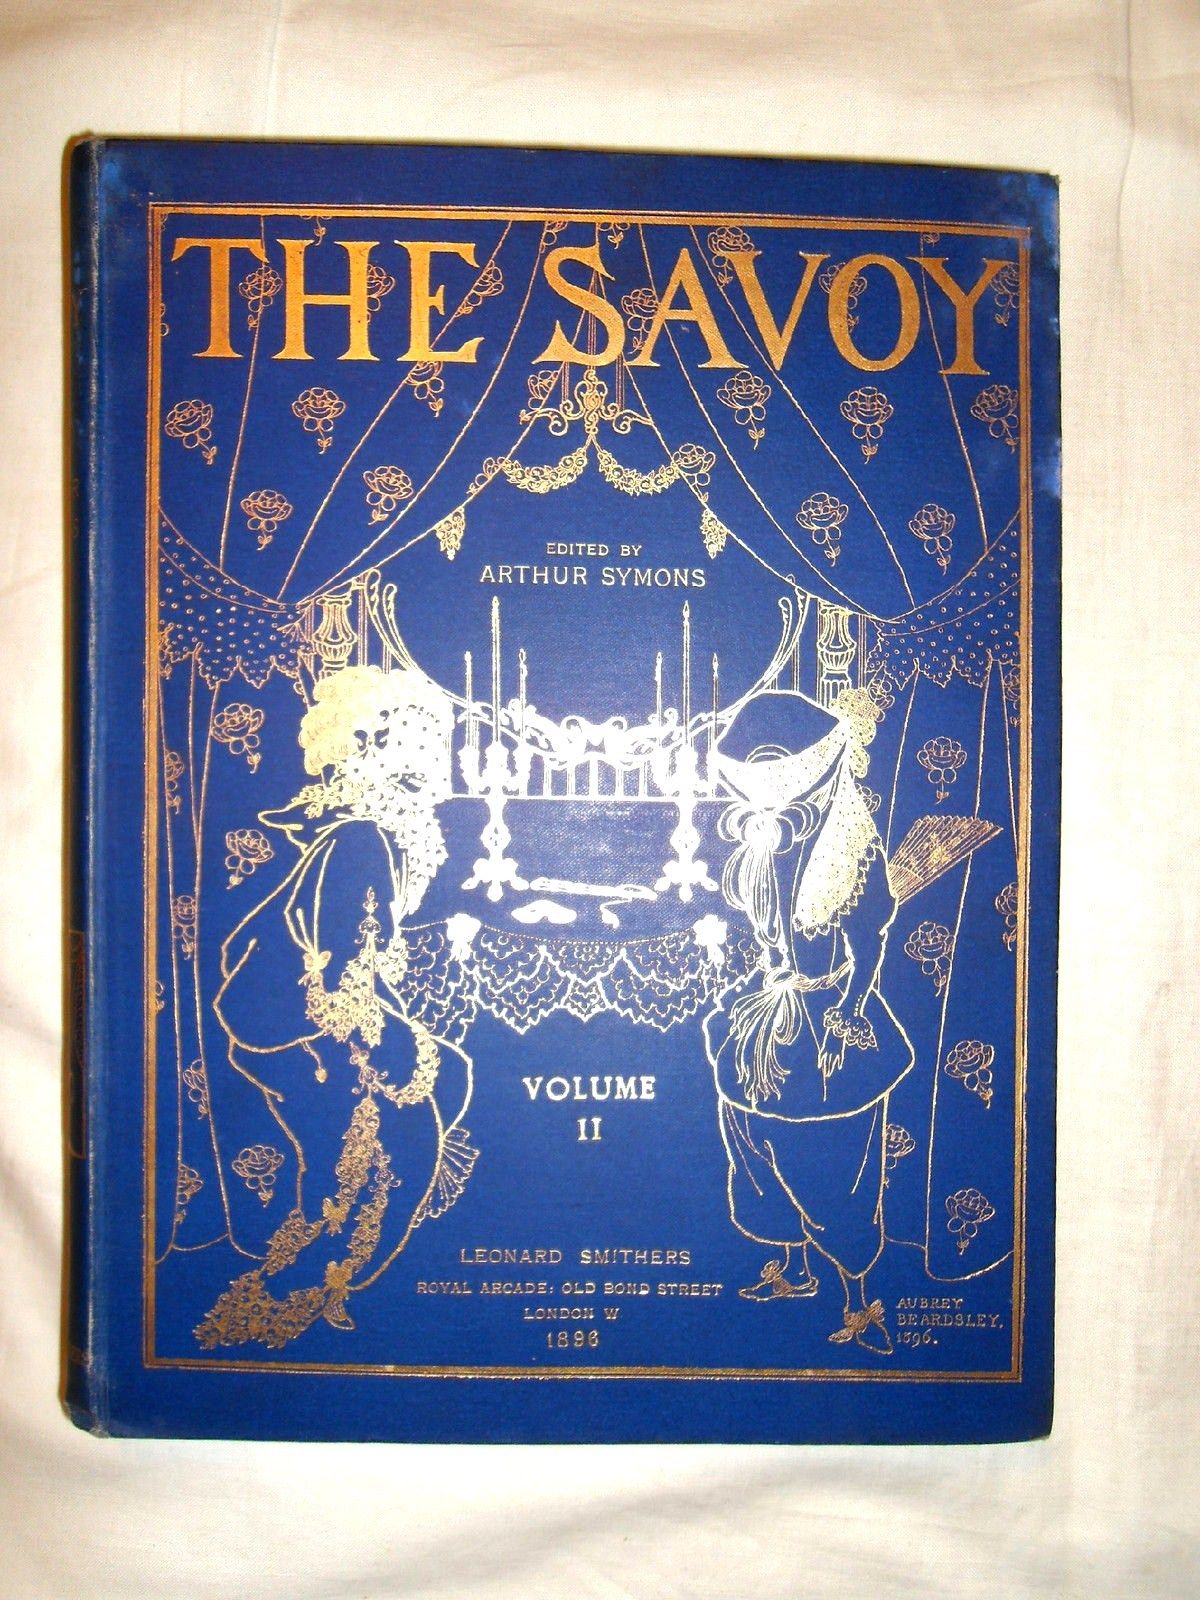 THE SAVOY
EDITED BY
ARTHUR SYMONS
VOLUME
II
LEONARD SMITHERS
ROYAL ARCADE: OLD BOND STREET
LONDON W
1896
AUBREY
BEARDSLEY.
1896.